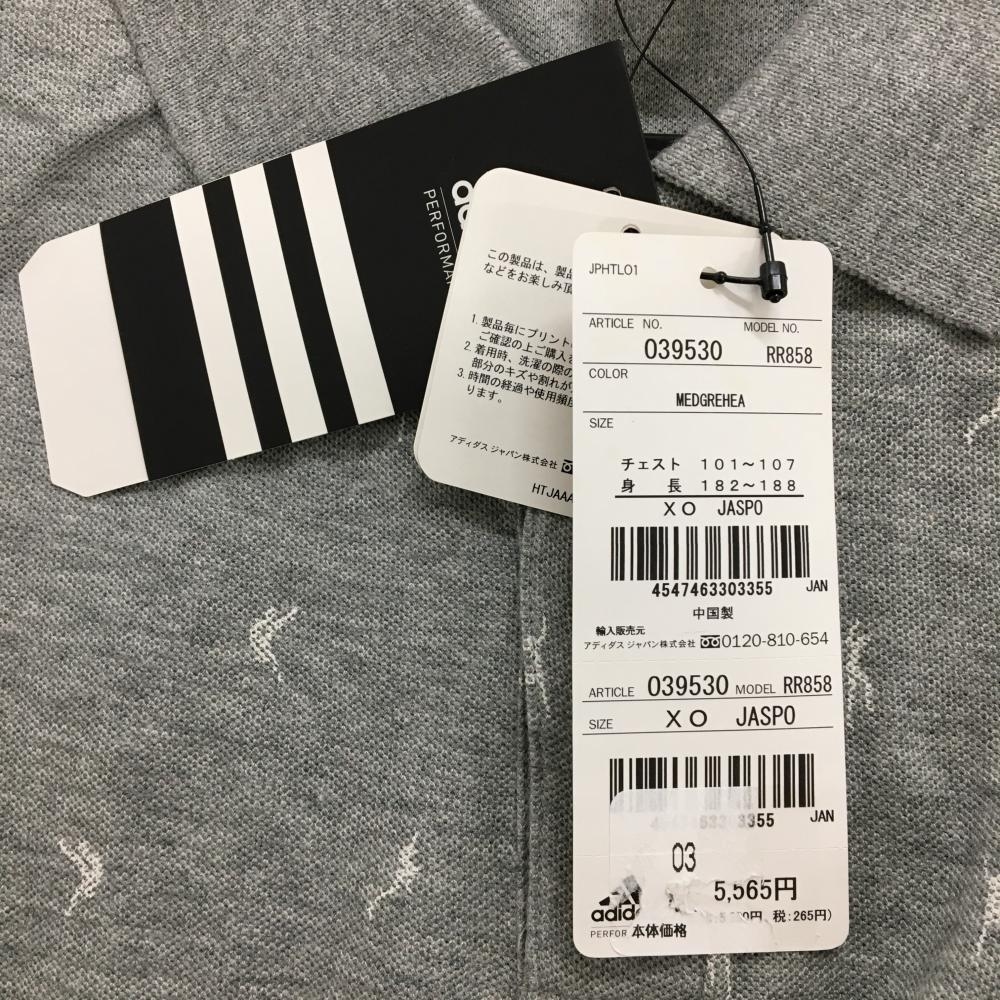 PERFORMA
この製品は、製品
などをお楽しみ頂
1. 製品毎にプリント
ご確認の上ご購入
2. 着用時、洗濯の際の
部分のキズや割れが
3. 時間の経過や使用頻度
ります。
アディダス ジャパン株式会社
HTJAAA
JPHTL01
ARTICLE NO. MODEL NO.
039530 RR858
COLOR
MEDGREHEA
SIZE
チェスト 101〜107
身 長 182〜188
XO JASPO
4547463303355 JAN
中国製
輸入販売元
アディダス ジャパン株式会社 0120-810-654
ARTICLE 039530 MODEL RR858
SIZE XO JASPO
55 JAN
03
5,565円
税:265円)
adid
PERFOR 本体価格